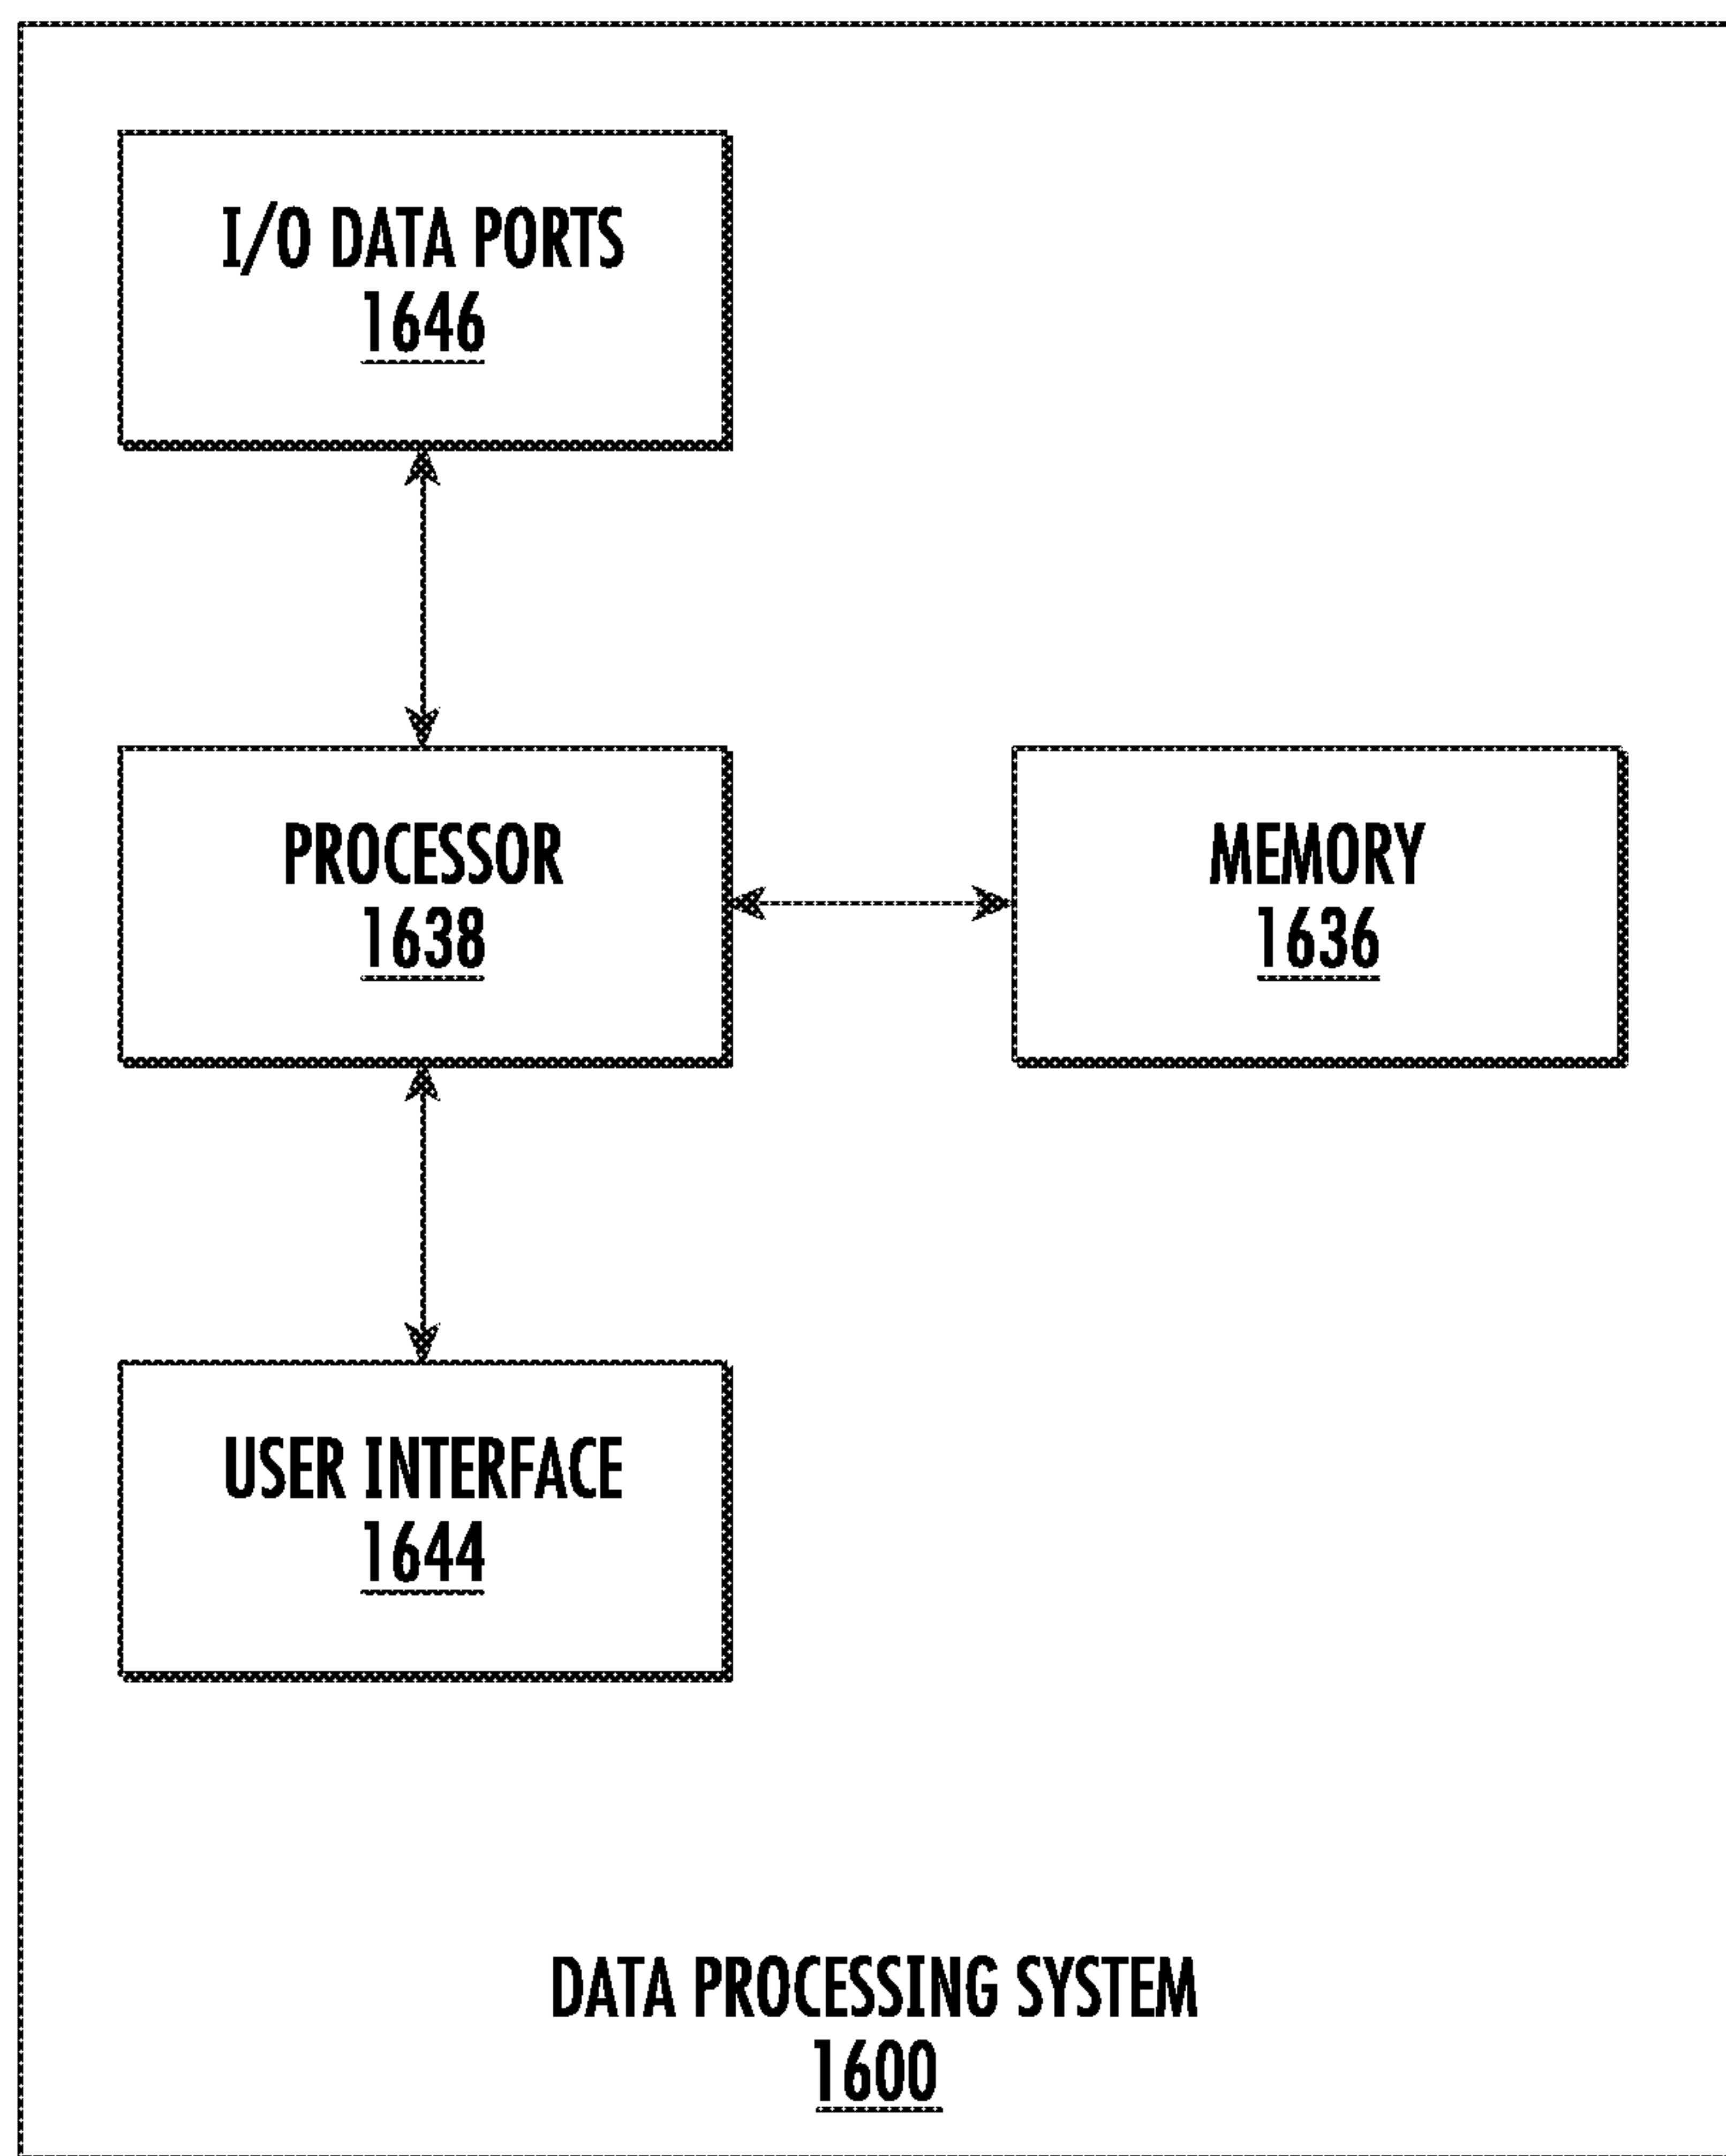 I/O DATA PORTS
1646
PROCESSOR
1638
MEMORY
1636
USER INTERFACE
1644
DATA PROCESSING SYSTEM
1600